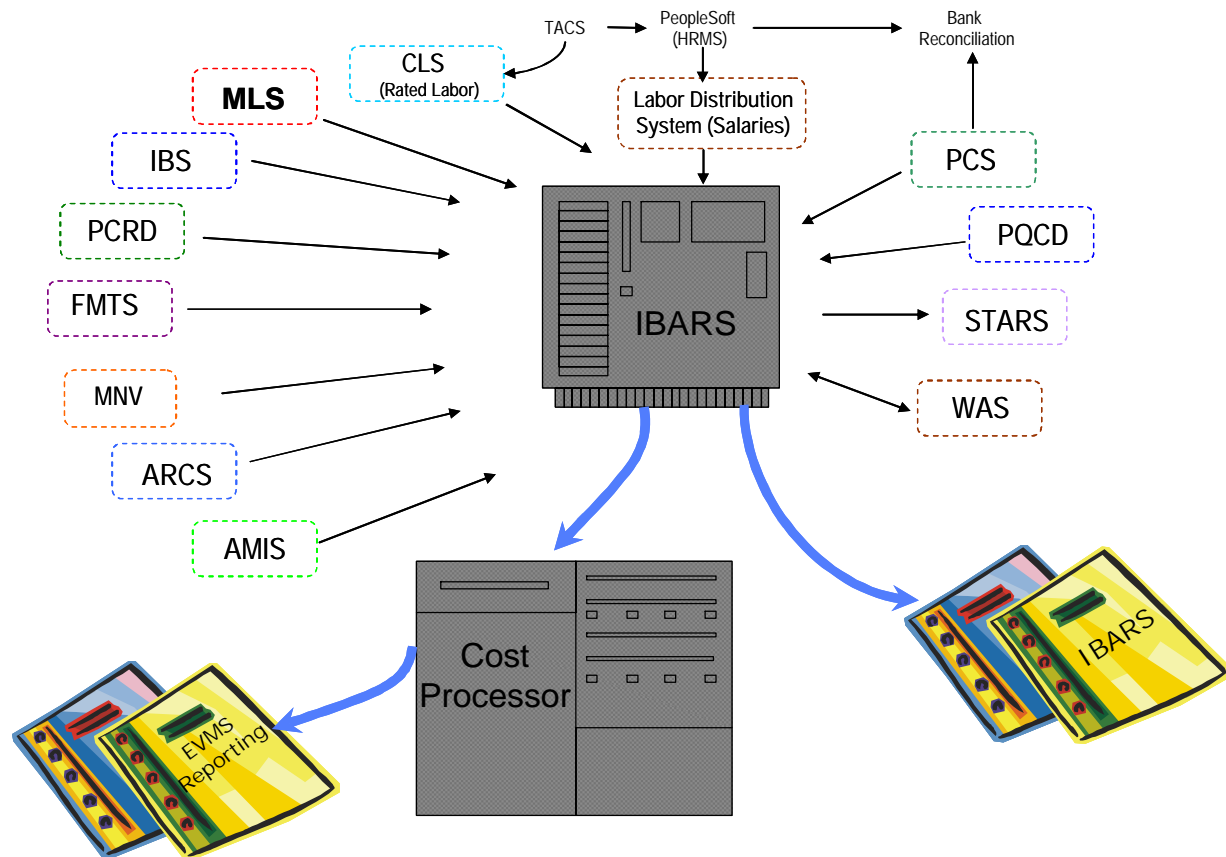 TACS
PeopleSoft
(HRMS)
Bank
Reconciliation
CLS
(Rated Labor)
MLS
Labor Distribution
System (Salaries)
IBS
PCS
PCRD
PQCD
FMTS
IBARS
STARS
MNV
WAS
ARCS
AMIS
Cost
Processor
IBARS
EVMS
Reporting